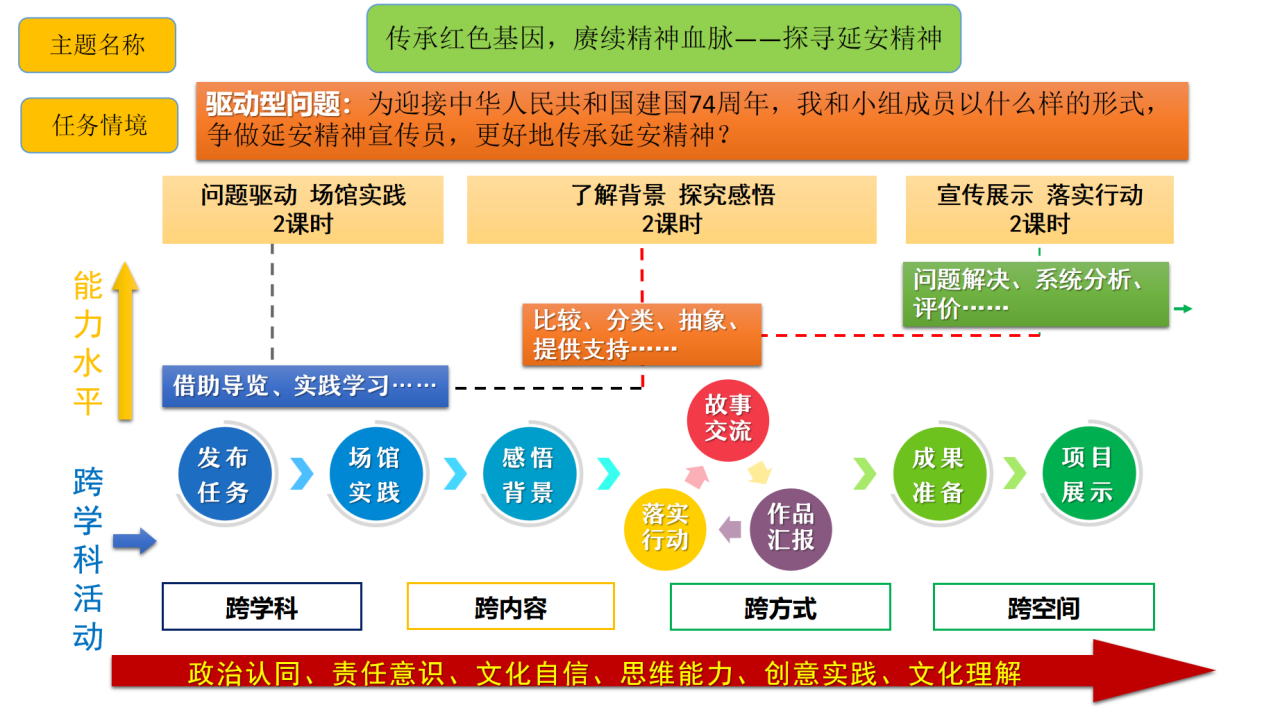 主题名称
传承红色基因，赓续精神血脉——探寻延安精神
任务情境
驱动型问题：为迎接中华人民共和国建国74周年，我和小组成员以什么样的形式，
争做延安精神宣传员，更好地传承延安精神？
问题驱动 场馆实践
2课时
了解背景 探究感悟
2课时
宣传展示 落实行动
2课时
能力水平
问题解决、系统分析、
评价……
比较、分类、抽象、
提供支持……
借助导览、实践学习……
跨学科活动
发布
任务
场馆
实践
感悟
背景
故事
交流
作品
汇报
落实
行动
成果
准备
项目
展示
跨学科
跨内容
跨方式
跨空间
政治认同、责任意识、文化自信、思维能力、创意实践、文化理解